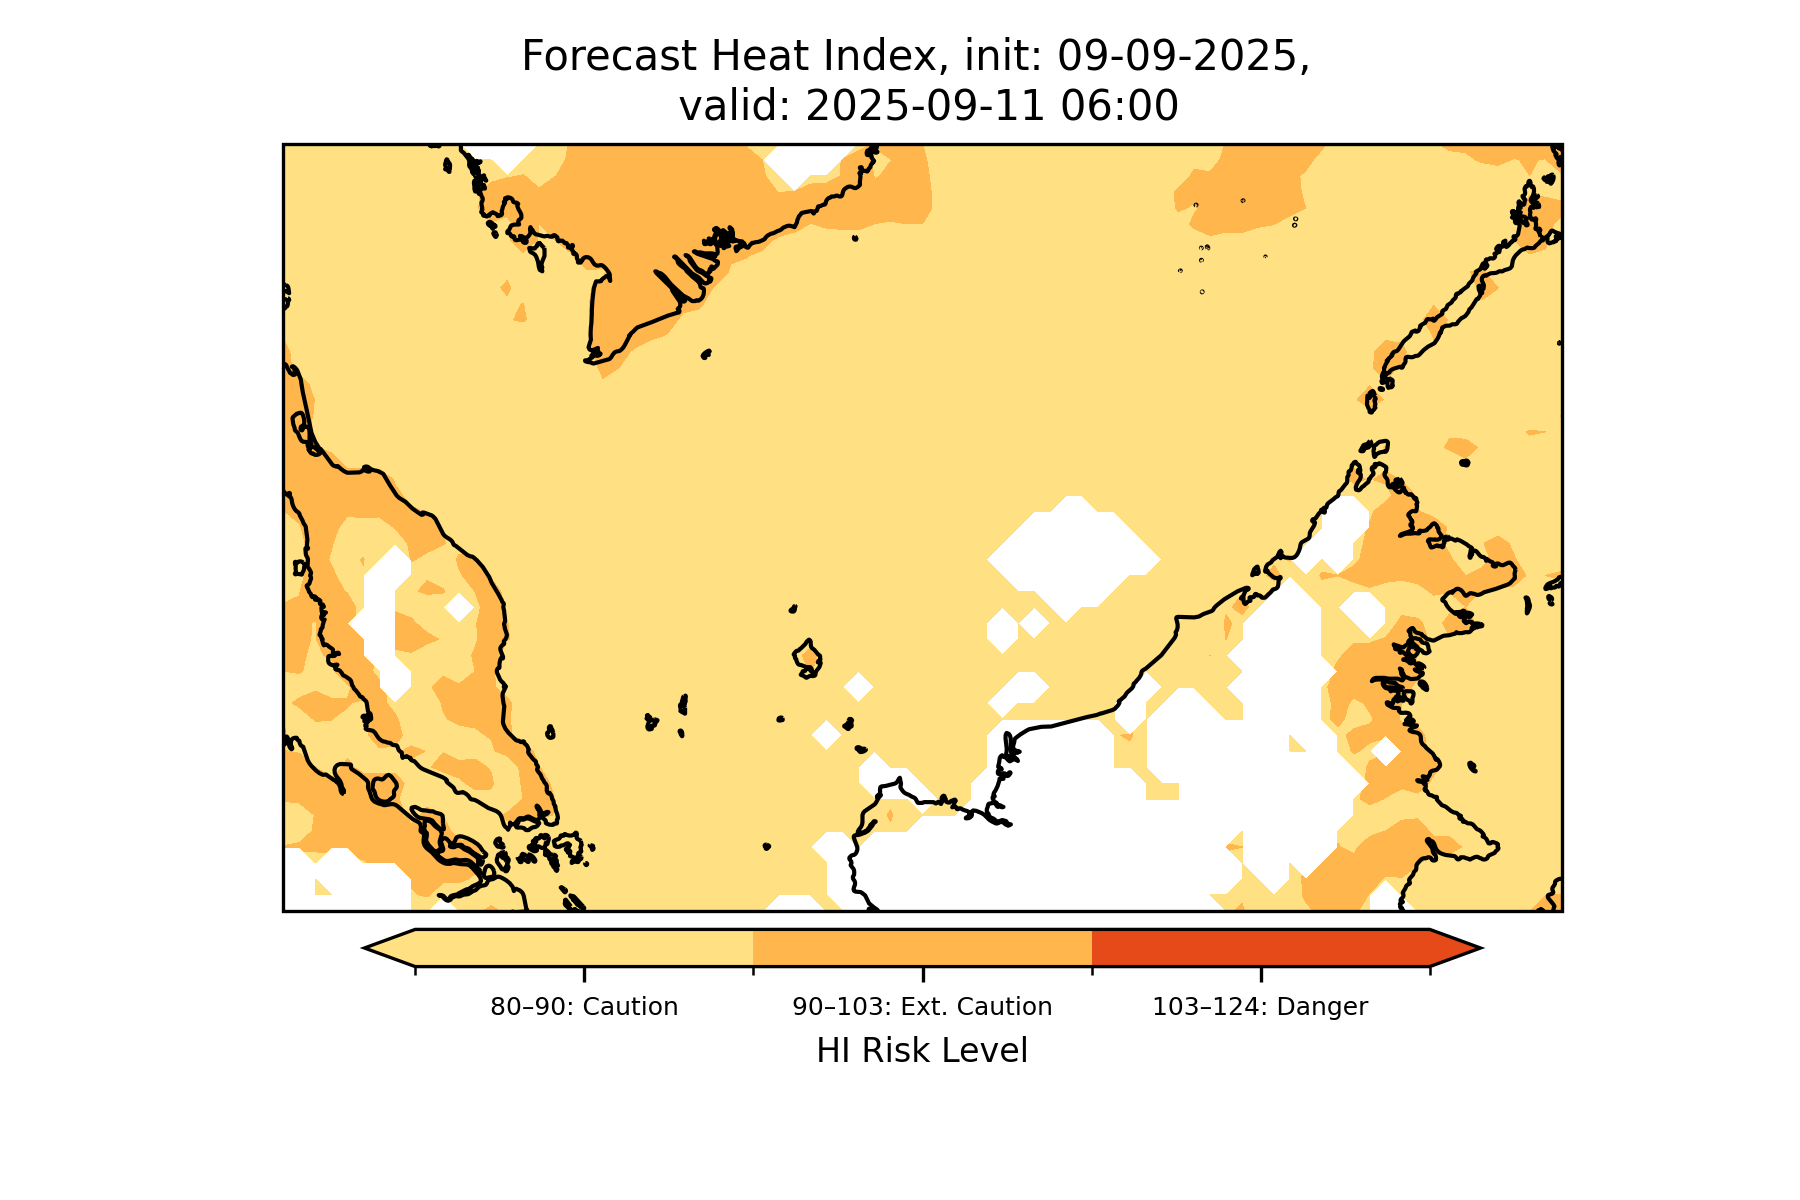 Forecast Heat Index, init: 09-09-2025,
valid: 2025-09-11 06:00
80–90: Caution
90–103: Ext. Caution
103–124: Danger
HI Risk Level